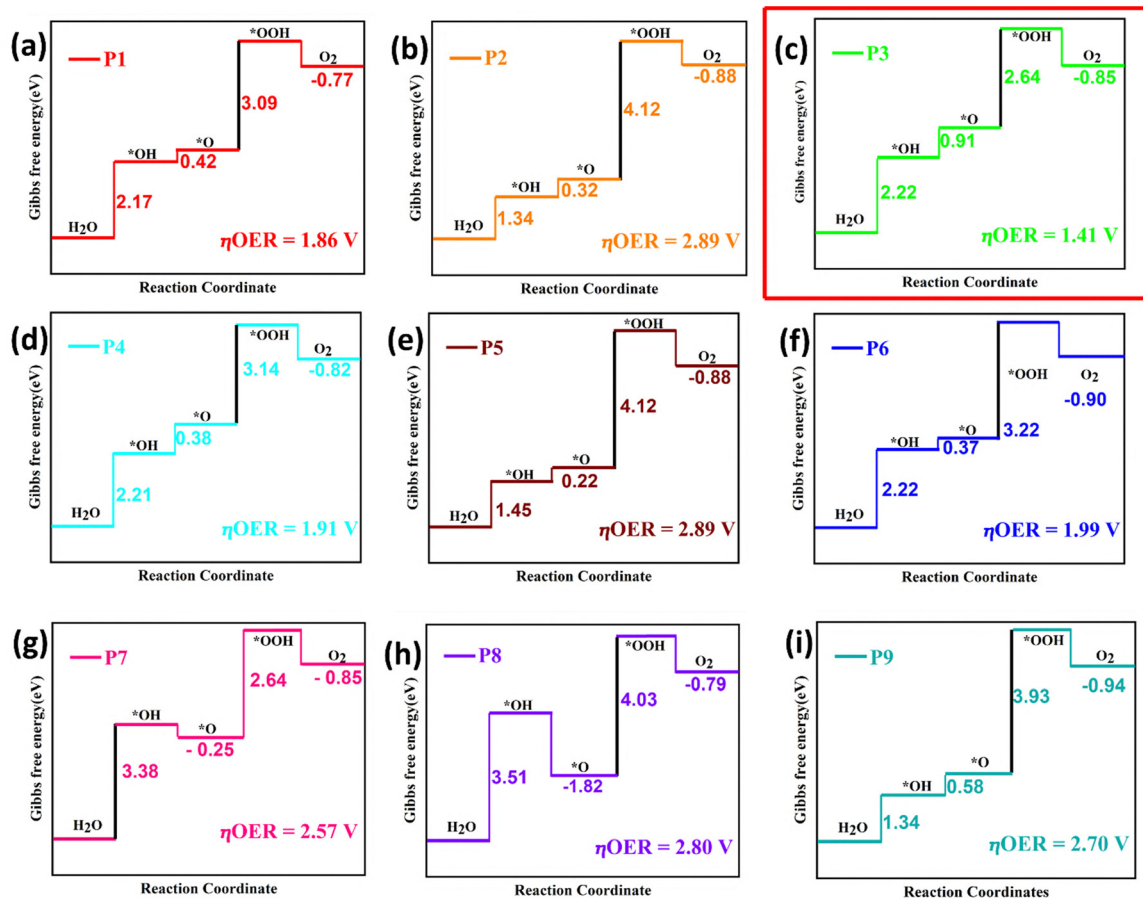 (a)
P1
Gibbs free energy(eV)
H2O
2.17
*OH
0.42
*O
3.09
*OOH
O2
-0.77
ηOER = 1.86 V
Reaction Coordinate
(b)
P2
Gibbs free energy(eV)
H2O
1.34
*OH
0.32
*O
4.12
*OOH
O2
-0.88
ηOER = 2.89 V
Reaction Coordinate
(c)
P3
Gibbs free energy(eV)
H2O
2.22
*OH
0.91
*O
2.64
*OOH
O2
-0.85
ηOER = 1.41 V
Reaction Coordinate
(d)
P4
Gibbs free energy(eV)
H2O
2.21
*OH
0.38
*O
3.14
*OOH
O2
-0.82
ηOER = 1.91 V
Reaction Coordinate
(e)
P5
Gibbs free energy(eV)
H2O
1.45
*OH
0.22
*O
4.12
*OOH
O2
-0.88
ηOER = 2.89 V
Reaction Coordinate
(f)
P6
Gibbs free energy(eV)
H2O
2.22
*OH
0.37
*O
3.22
*OOH
O2
-0.90
ηOER = 1.99 V
Reaction Coordinate
(g)
P7
Gibbs free energy(eV)
H2O
3.38
*OH
- 0.25
*O
2.64
*OOH
O2
- 0.85
ηOER = 2.57 V
Reaction Coordinate
(h)
P8
Gibbs free energy(eV)
H2O
3.51
*OH
-1.82
*O
4.03
*OOH
O2
-0.79
ηOER = 2.80 V
Reaction Coordinate
(i)
P9
Gibbs free energy(eV)
H2O
1.34
*OH
0.58
*O
3.93
*OOH
O2
-0.94
ηOER = 2.70 V
Reaction Coordinates